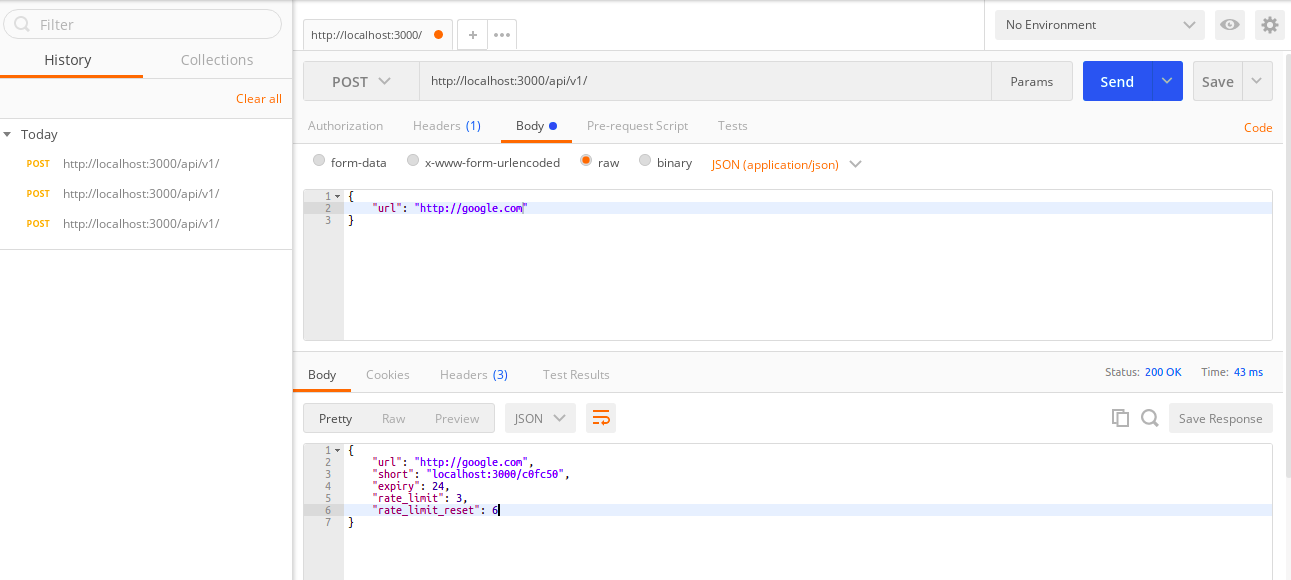 Filter
History Collections
Clear all
Today
POST http://localhost:3000/api/v1/
POST http://localhost:3000/api/v1/
POST http://localhost:3000/api/v1/
http://localhost:3000/ + •••
No Environment
POST http://localhost:3000/api/v1/ Params Send Save
Authorization Headers (1) Body Pre-request Script Tests Code
form-data x-www-form-urlencoded raw binary JSON (application/json)
1 {
2 "url": "http://google.com"
3 }
Body Cookies Headers (3) Test Results Status: 200 OK Time: 43 ms
Pretty Raw Preview JSON Save Response
1 {
2 "url": "http://google.com",
3 "short": "localhost:3000/c0fc50",
4 "expiry": 24,
5 "rate_limit": 3,
6 "rate_limit_reset": 6
7 }